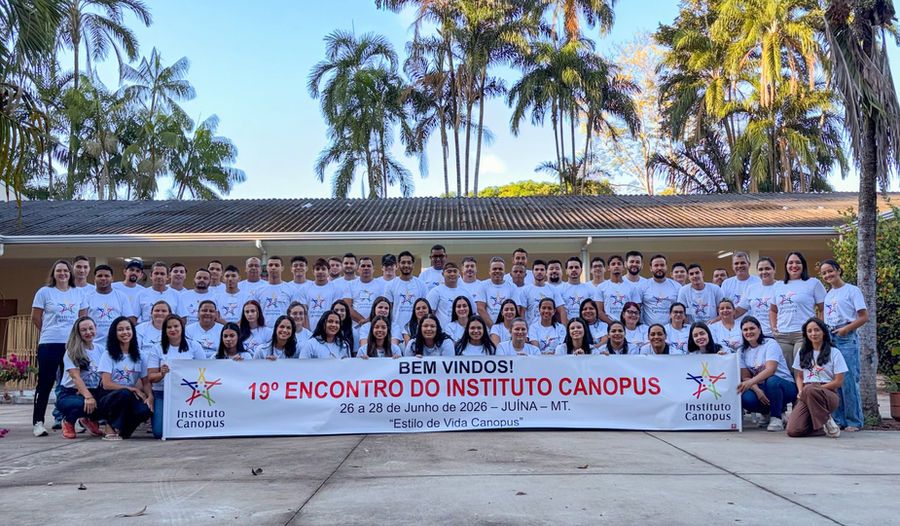 BEM VINDOS!
19º ENCONTRO DO INSTITUTO CANOPUS
26 a 28 de Junho de 2026 – JUÍNA – MT.
"Estilo de Vida Canopus"
Instituto
Canopus
Instituto
Canopus